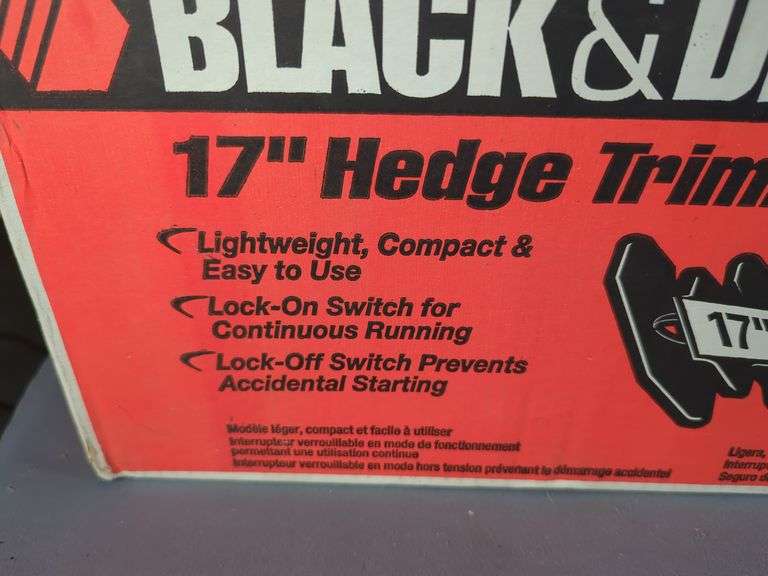 BLACK&D
17" Hedge Trim
Lightweight, Compact &
Easy to Use
Lock-On Switch for
Continuous Running
Lock-Off Switch Prevents
Accidental Starting
17"
Modèle léger, compact et facile à utiliser
Interrupteur verrouillable en mode de fonctionnement
permettant une utilisation continue
Interrupteur verrouillable en mode hors tension prévenant le démarrage accidentel
Ligera,
Interrup
Seguro d